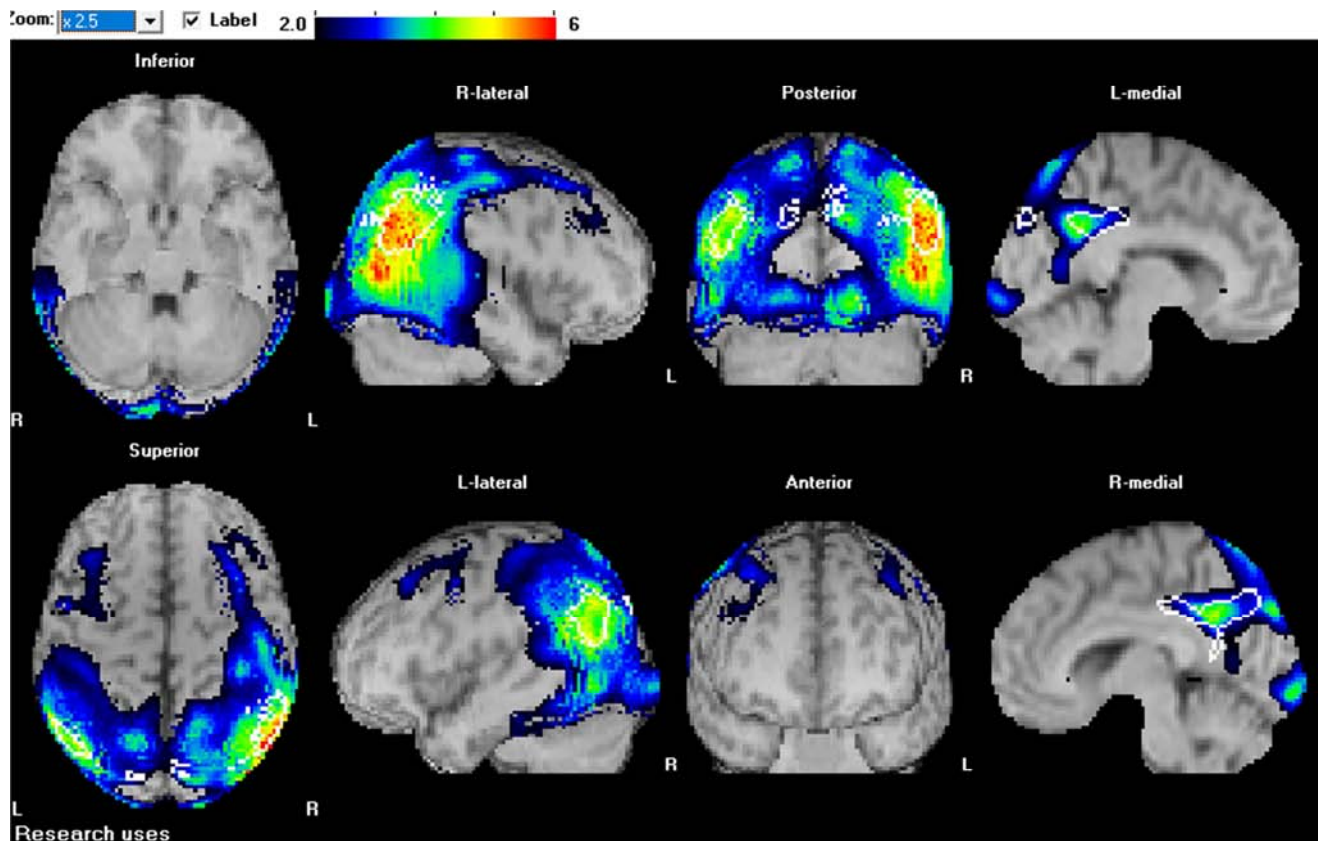 Zoom: x 2.5 Label 2.0 6
Inferior
R-lateral Posterior L-medial
R L L R
Superior
L-lateral Anterior R-medial
L R R L
Research uses